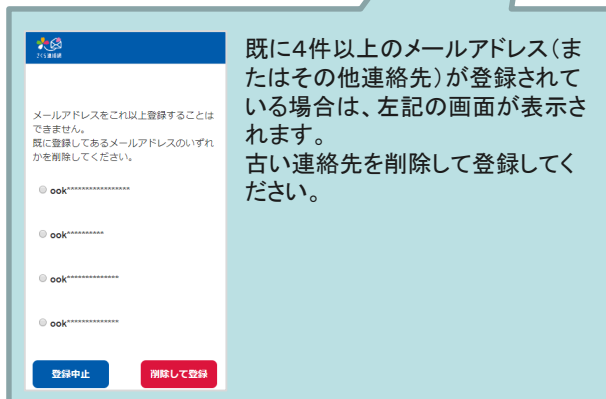 さくら連絡網
メールアドレスをこれ以上登録することは
できません。
既に登録してあるメールアドレスのいずれ
かを削除してください。
ook*****************
ook**********
ook**************
ook**************
登録中止
削除して登録
既に4件以上のメールアドレス(ま
たはその他連絡先)が登録されて
いる場合は、左記の画面が表示さ
れます。
古い連絡先を削除して登録してく
ださい。